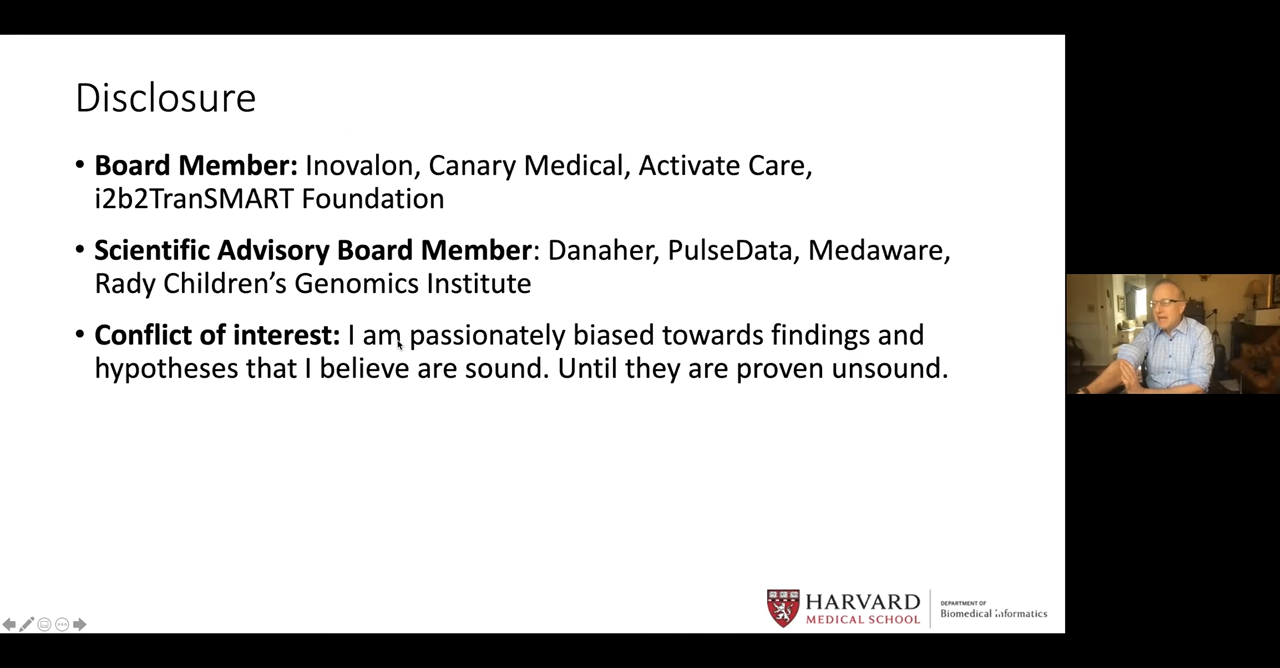 Disclosure
• Board Member: Inovalon, Canary Medical, Activate Care,
i2b2TranSMART Foundation
• Scientific Advisory Board Member: Danaher, PulseData, Medaware,
Rady Children’s Genomics Institute
• Conflict of interest: I am passionately biased towards findings and
hypotheses that I believe are sound. Until they are proven unsound.
HARVARD
MEDICAL SCHOOL
DEPARTMENT OF
Biomedical Informatics